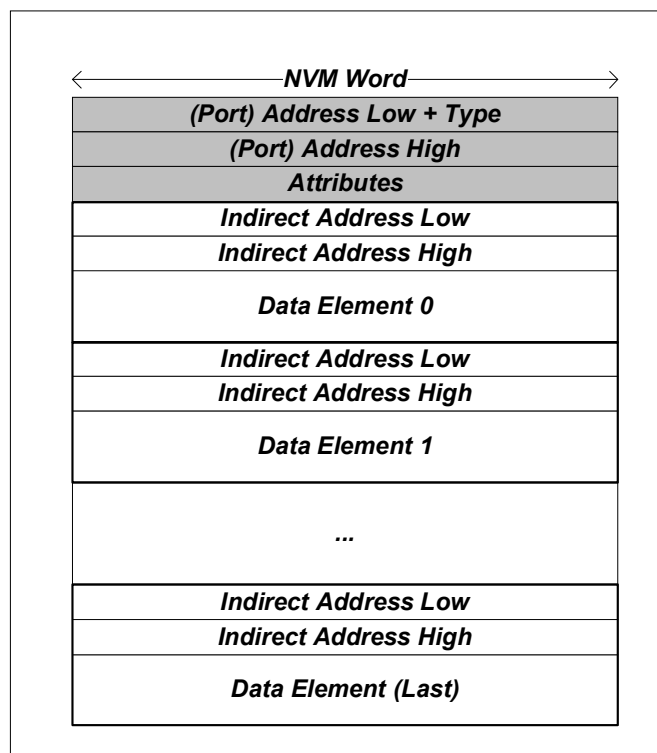 NVM Word
(Port) Address Low + Type
(Port) Address High
Attributes
Indirect Address Low
Indirect Address High
Data Element 0
Indirect Address Low
Indirect Address High
Data Element 1
...
Indirect Address Low
Indirect Address High
Data Element (Last)